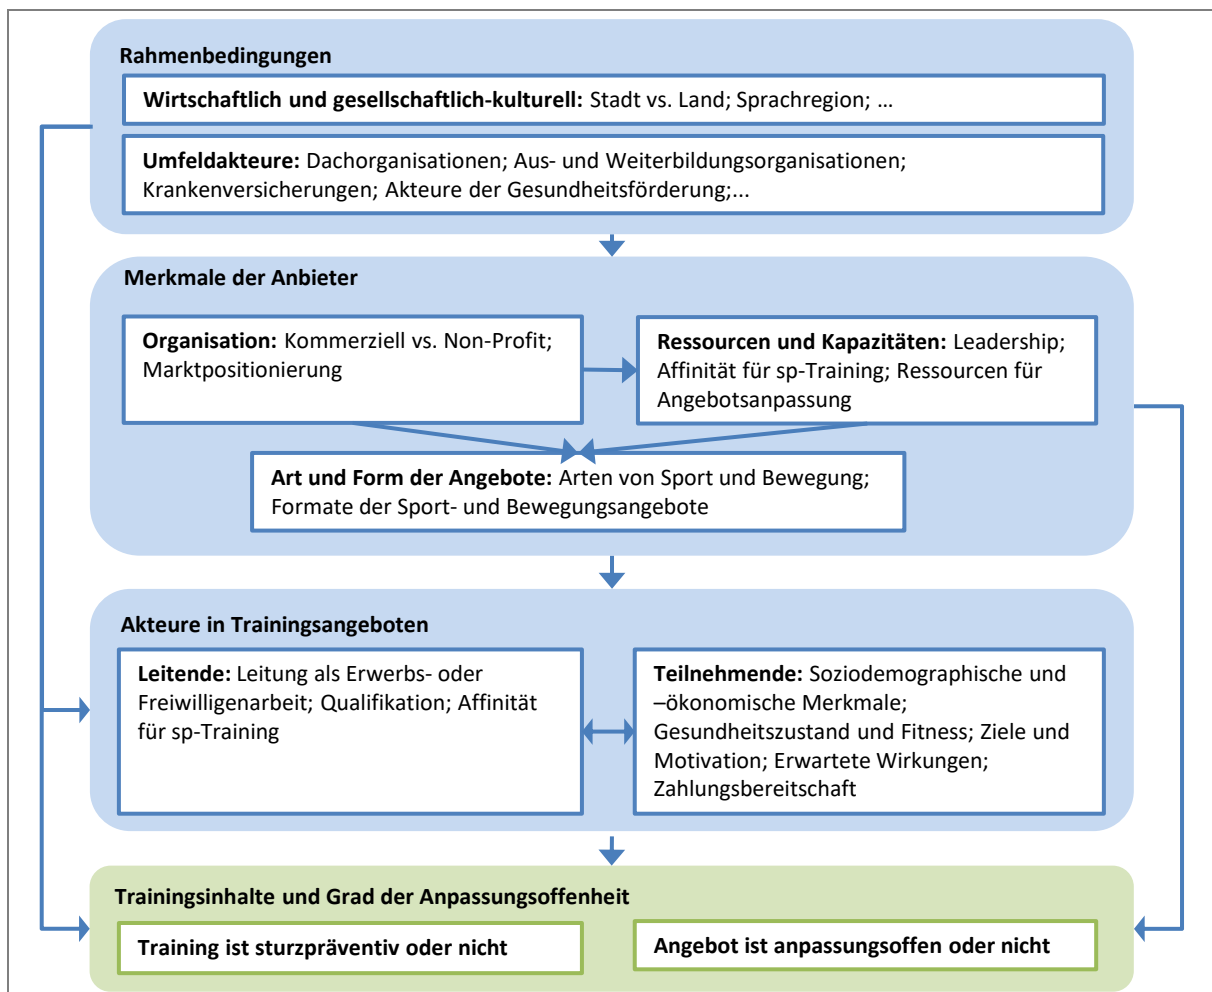 Rahmenbedingungen
Wirtschaftlich und gesellschaftlich-kulturell: Stadt vs. Land; Sprachregion; ...
Umfeldakteure: Dachorganisationen; Aus- und Weiterbildungsorganisationen;
Krankenversicherungen; Akteure der Gesundheitsförderung;...
Merkmale der Anbieter
Organisation: Kommerziell vs. Non-Profit;
Marktpositionierung
Ressourcen und Kapazitäten: Leadership;
Affinität für sp-Training; Ressourcen für
Angebotsanpassung
Art und Form der Angebote: Arten von Sport und Bewegung;
Formate der Sport- und Bewegungsangebote
Akteure in Trainingsangeboten
Leitende: Leitung als Erwerbs- oder
Freiwilligenarbeit; Qualifikation; Affinität
für sp-Training
Teilnehmende: Soziodemographische und
–ökonomische Merkmale;
Gesundheitszustand und Fitness; Ziele und
Motivation; Erwartete Wirkungen;
Zahlungsbereitschaft
Trainingsinhalte und Grad der Anpassungsoffenheit
Training ist sturzpräventiv oder nicht
Angebot ist anpassungsoffen oder nicht